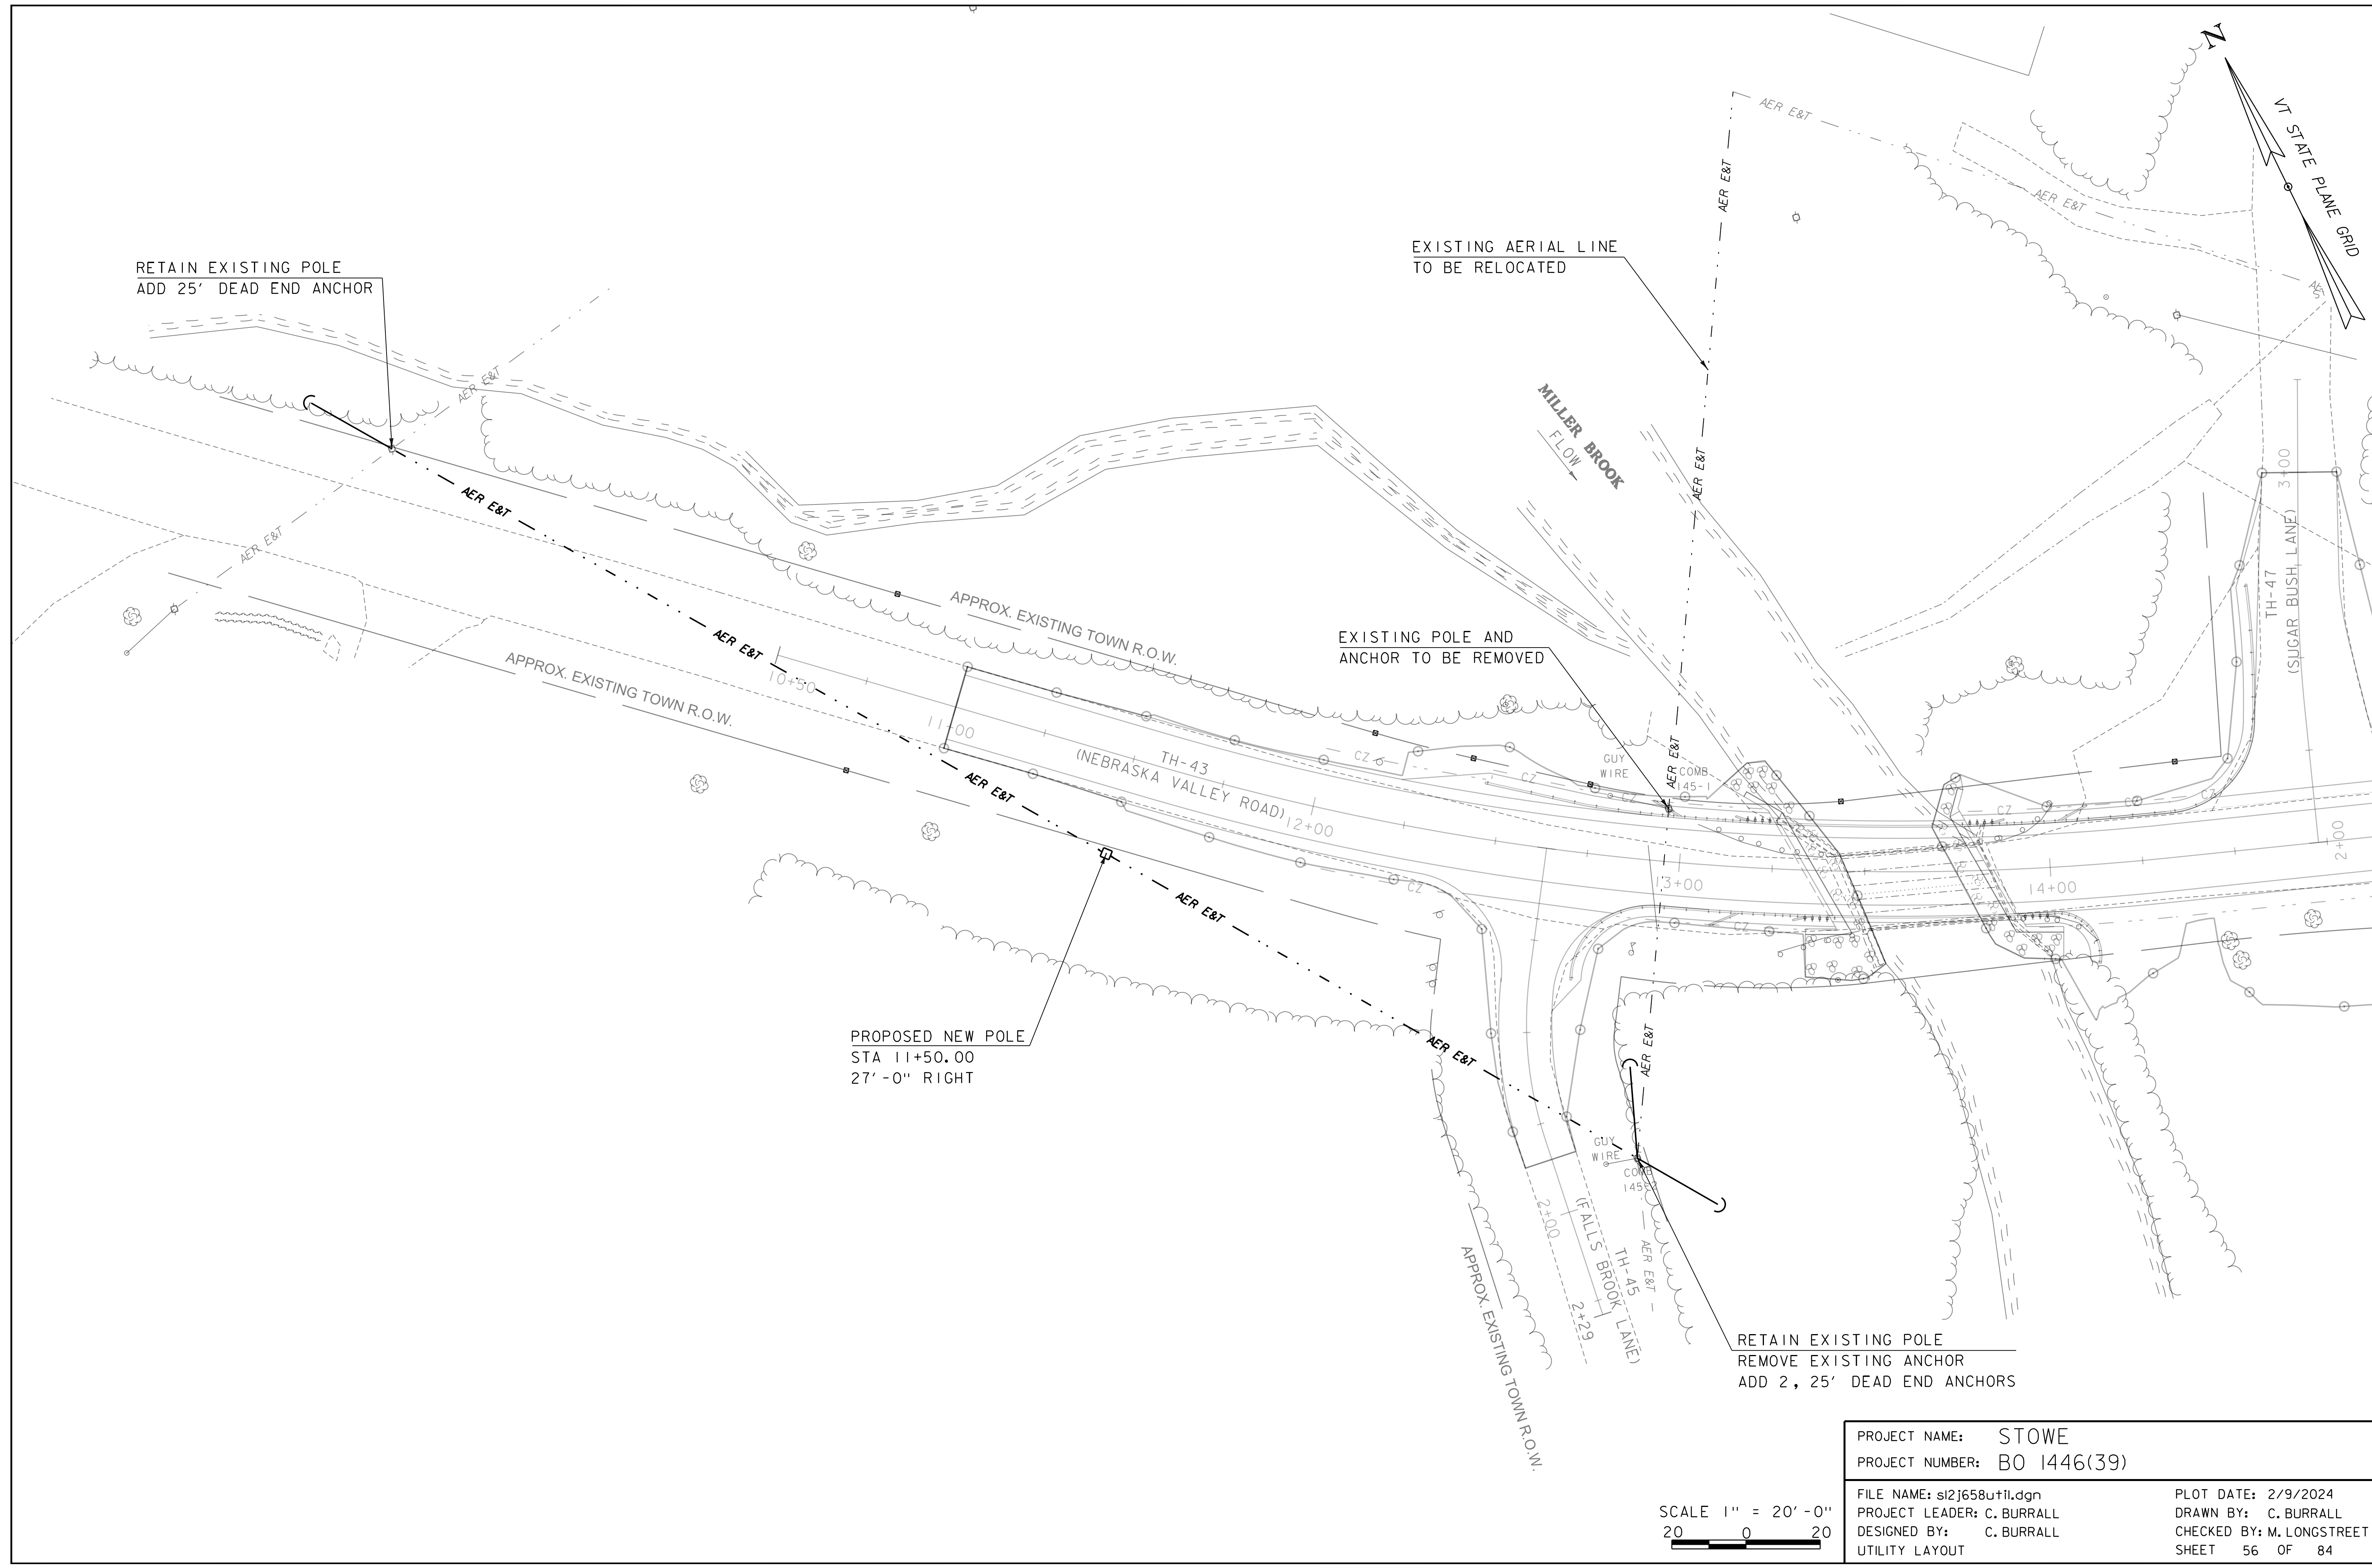 N
VT STATE PLANE GRID
AER E&T
AER E&T
AER E&T
EXISTING AERIAL LINE
TO BE RELOCATED
RETAIN EXISTING POLE
ADD 25' DEAD END ANCHOR
AER E&T
AER E&T
AER E&T
MILLER BROOK
FLOW
AER E&T
3+00
TH-47
(SUGAR BUSH LANE)
2+00
AER E&T
APPROX. EXISTING TOWN R.O.W.
APPROX. EXISTING TOWN R.O.W.
10+50
11+00
TH-43
(NEBRASKA VALLEY ROAD)
12+00
13+00
14+00
EXISTING POLE AND
ANCHOR TO BE REMOVED
AER E&T
GUY
WIRE
COMB
145-1
CZ
CZ
CZ
CZ
CZ
CZ
CZ
CZ
AER E&T
AER E&T
AER E&T
AER E&T
PROPOSED NEW POLE
STA 11+50.00
27'-0" RIGHT
GUY
WIRE
COMB
145-2
2+00
2+29
TH-45
(FALLS BROOK LANE)
AER E&T
APPROX. EXISTING TOWN R.O.W.
RETAIN EXISTING POLE
REMOVE EXISTING ANCHOR
ADD 2, 25' DEAD END ANCHORS
SCALE 1" = 20'-0"
20 0 20
PROJECT NAME: STOWE
PROJECT NUMBER: BO 1446(39)
FILE NAME: s12j658util.dgn PLOT DATE: 2/9/2024
PROJECT LEADER: C. BURRALL DRAWN BY: C. BURRALL
DESIGNED BY: C. BURRALL CHECKED BY: M. LONGSTREET
UTILITY LAYOUT SHEET 56 OF 84